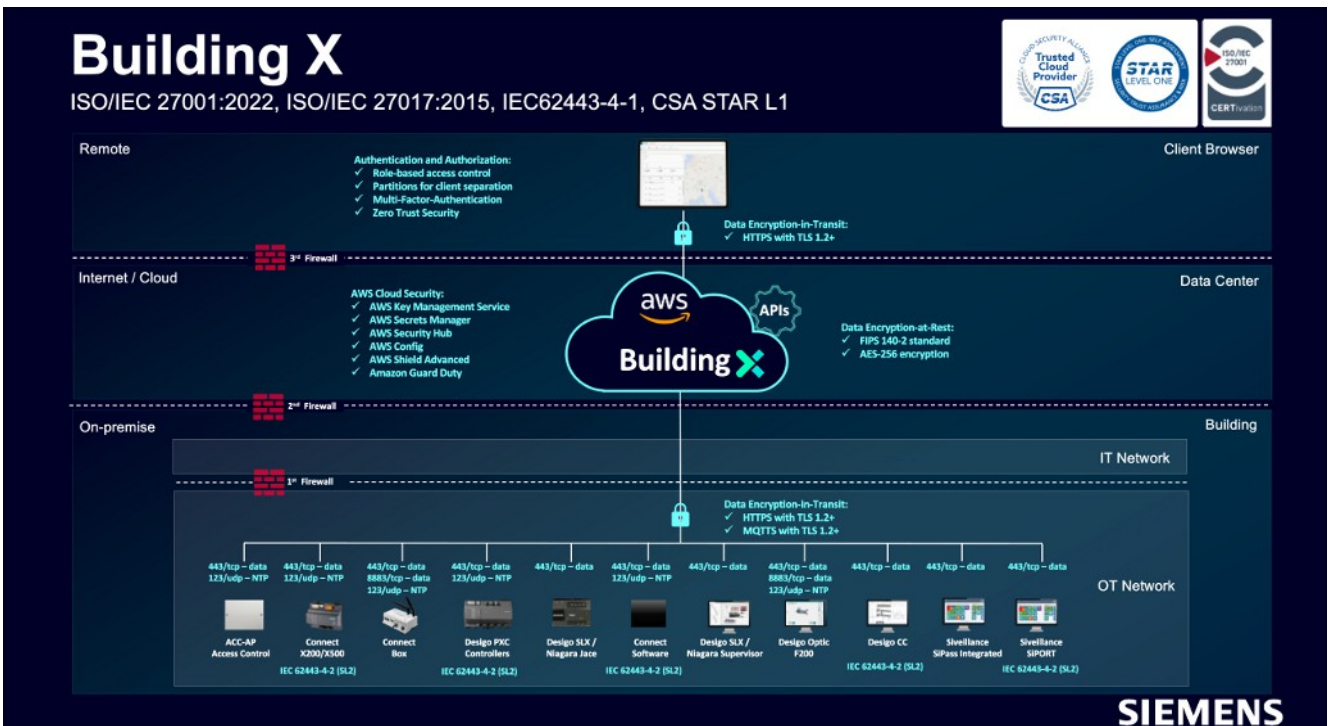 Building X
ISO/IEC 27001:2022, ISO/IEC 27017:2015, IEC62443-4-1, CSA STAR L1
CLOUD SECURITY ALLIANCE
Trusted
Cloud
Provider
CSA
STAR
LEVEL ONE
ISO/IEC
27001
CERTivation
Remote
Client Browser
Authentication and Authorization:
✓ Role-based access control
✓ Partitions for client separation
✓ Multi-Factor-Authentication
✓ Zero Trust Security
Data Encryption-in-Transit:
✓ HTTPS with TLS 1.2+
3rd Firewall
Internet / Cloud
Data Center
AWS Cloud Security:
✓ AWS Key Management Service
✓ AWS Secrets Manager
✓ AWS Security Hub
✓ AWS Config
✓ AWS Shield Advanced
✓ Amazon Guard Duty
aws
APIs
Building X
Data Encryption-at-Rest:
✓ FIPS 140-2 standard
✓ AES-256 encryption
2nd Firewall
On-premise
Building
IT Network
1st Firewall
Data Encryption-in-Transit:
✓ HTTPS with TLS 1.2+
✓ MQTTS with TLS 1.2+
OT Network
443/tcp – data
123/udp – NTP
ACC-AP
Access Control
443/tcp – data
123/udp – NTP
Connect
X200/X500
IEC 62443-4-2 (SL2)
443/tcp – data
8883/tcp – data
123/udp – NTP
Connect
Box
443/tcp – data
123/udp – NTP
Desigo PXC
Controllers
IEC 62443-4-2 (SL2)
443/tcp – data
Desigo SLX /
Niagara Jace
443/tcp – data
123/udp – NTP
Connect
Software
IEC 62443-4-2 (SL2)
443/tcp – data
Desigo SLX /
Niagara Supervisor
443/tcp – data
8883/tcp – data
123/udp – NTP
Desigo Optic
F200
443/tcp – data
Desigo CC
IEC 62443-4-2 (SL2)
443/tcp – data
Siveillance
SiPass Integrated
443/tcp – data
Siveillance
SiPORT
IEC 62443-4-2 (SL2)
SIEMENS